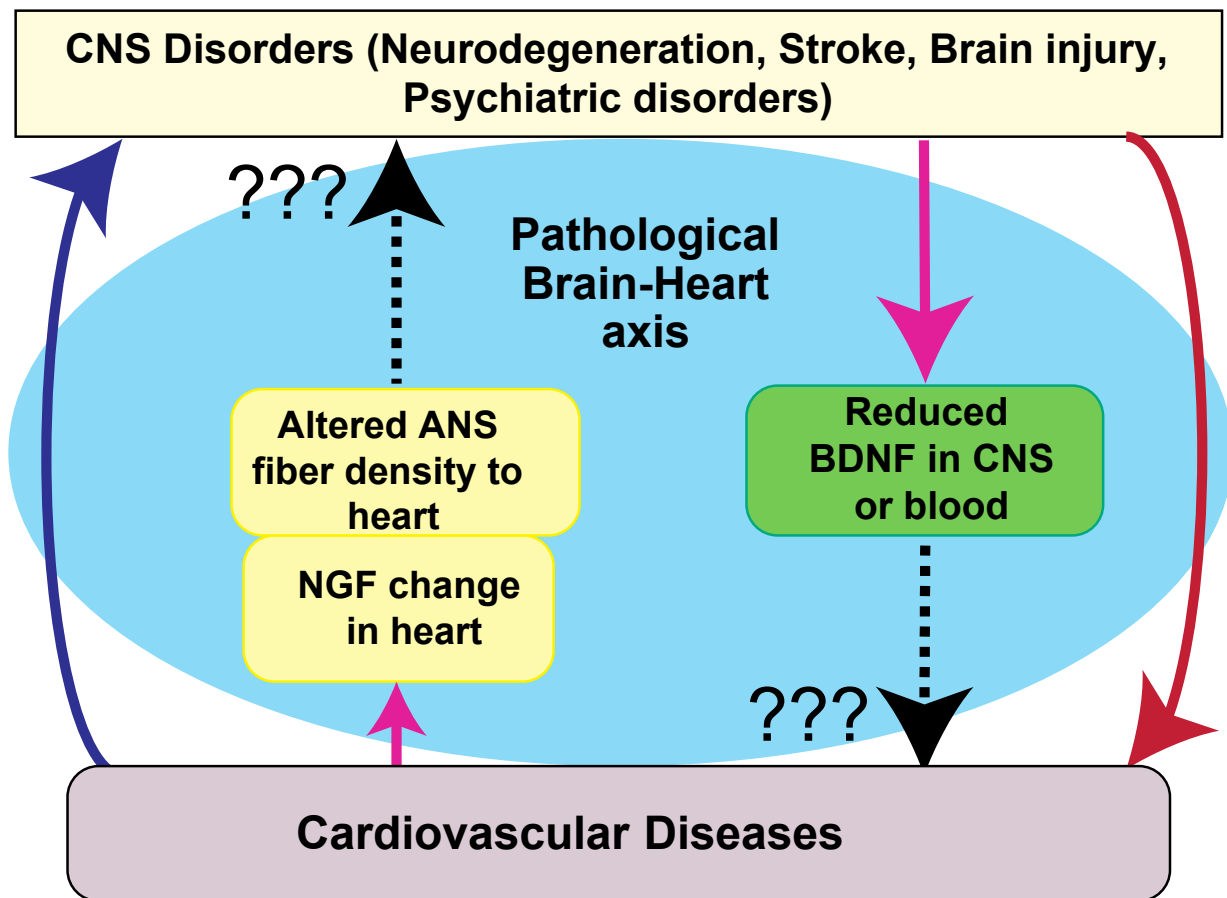 CNS Disorders (Neurodegeneration, Stroke, Brain injury,
Psychiatric disorders)
???
Pathological
Brain-Heart
axis
Altered ANS
fiber density to
heart
NGF change
in heart
Reduced
BDNF in CNS
or blood
???
Cardiovascular Diseases